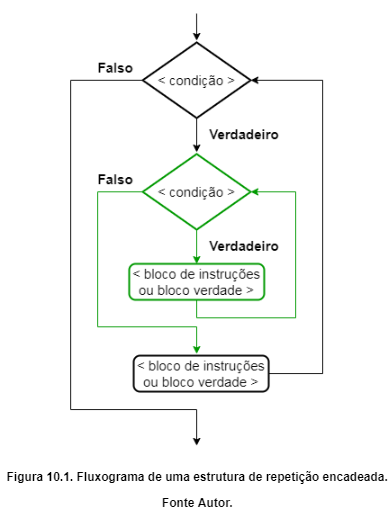 Falso
< condição >
Verdadeiro
Falso
< condição >
Verdadeiro
< bloco de instruções
ou bloco verdade >
< bloco de instruções
ou bloco verdade >
Figura 10.1. Fluxograma de uma estrutura de repetição encadeada.
Fonte Autor.